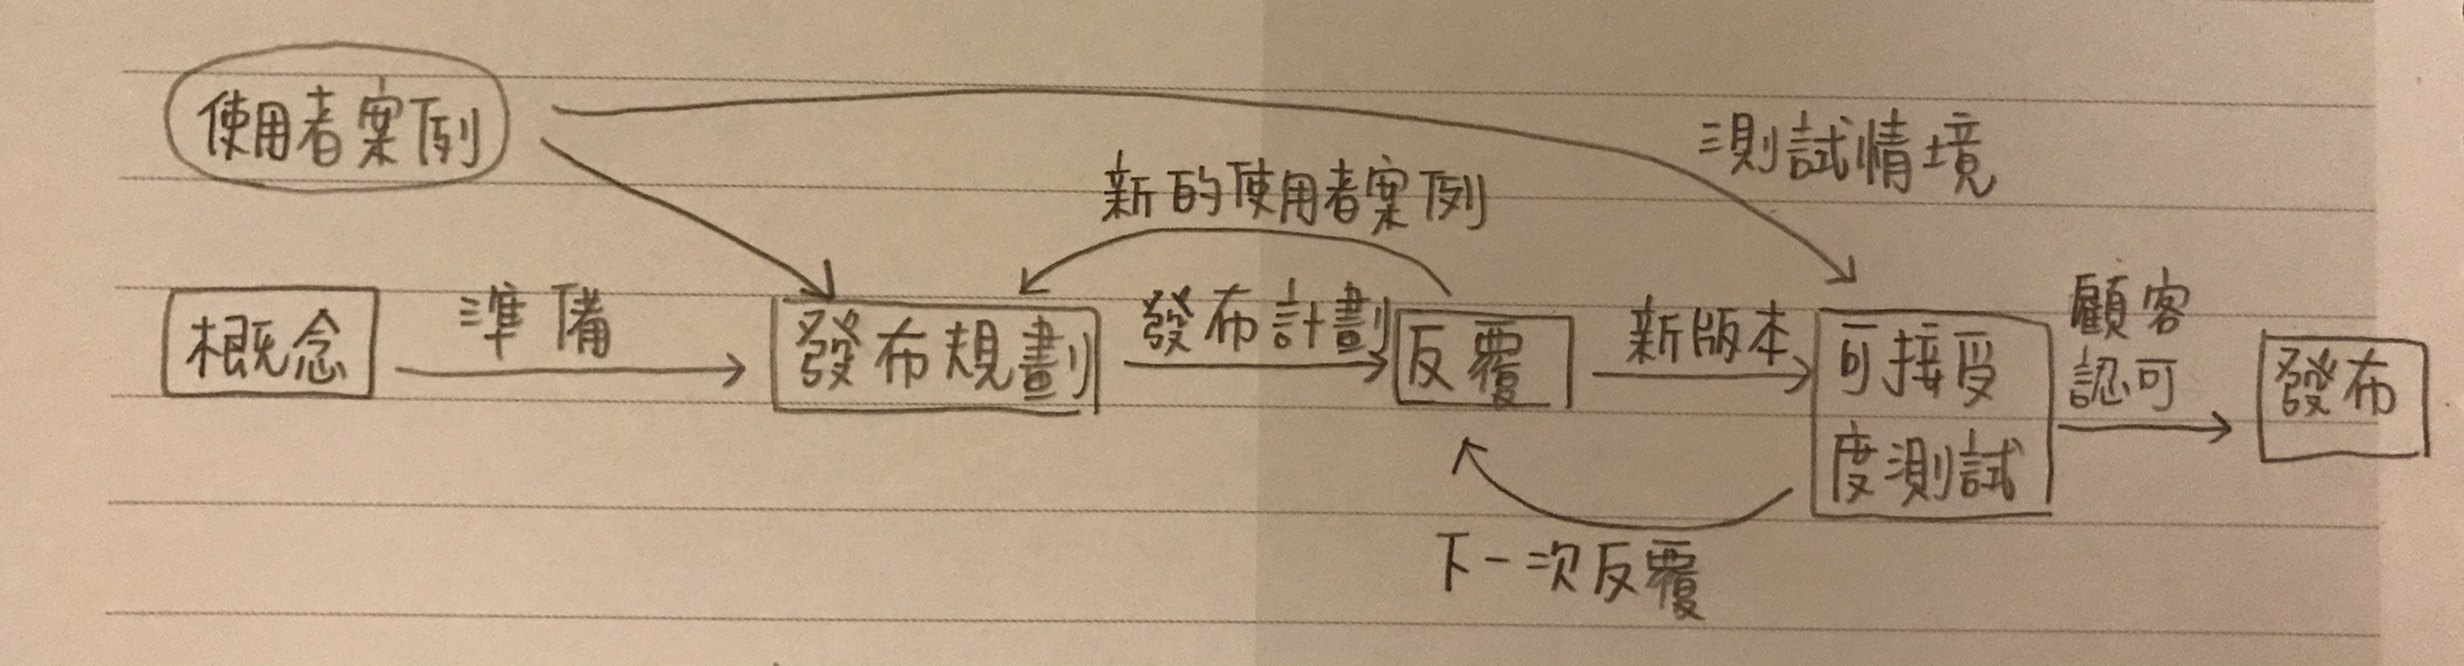 使用者案例
測試情境
新的使用者案例
概念
準備
發布規劃
發布計劃
反覆
新版本
可接受
度測試
顧客
認可
發布
下一次反覆